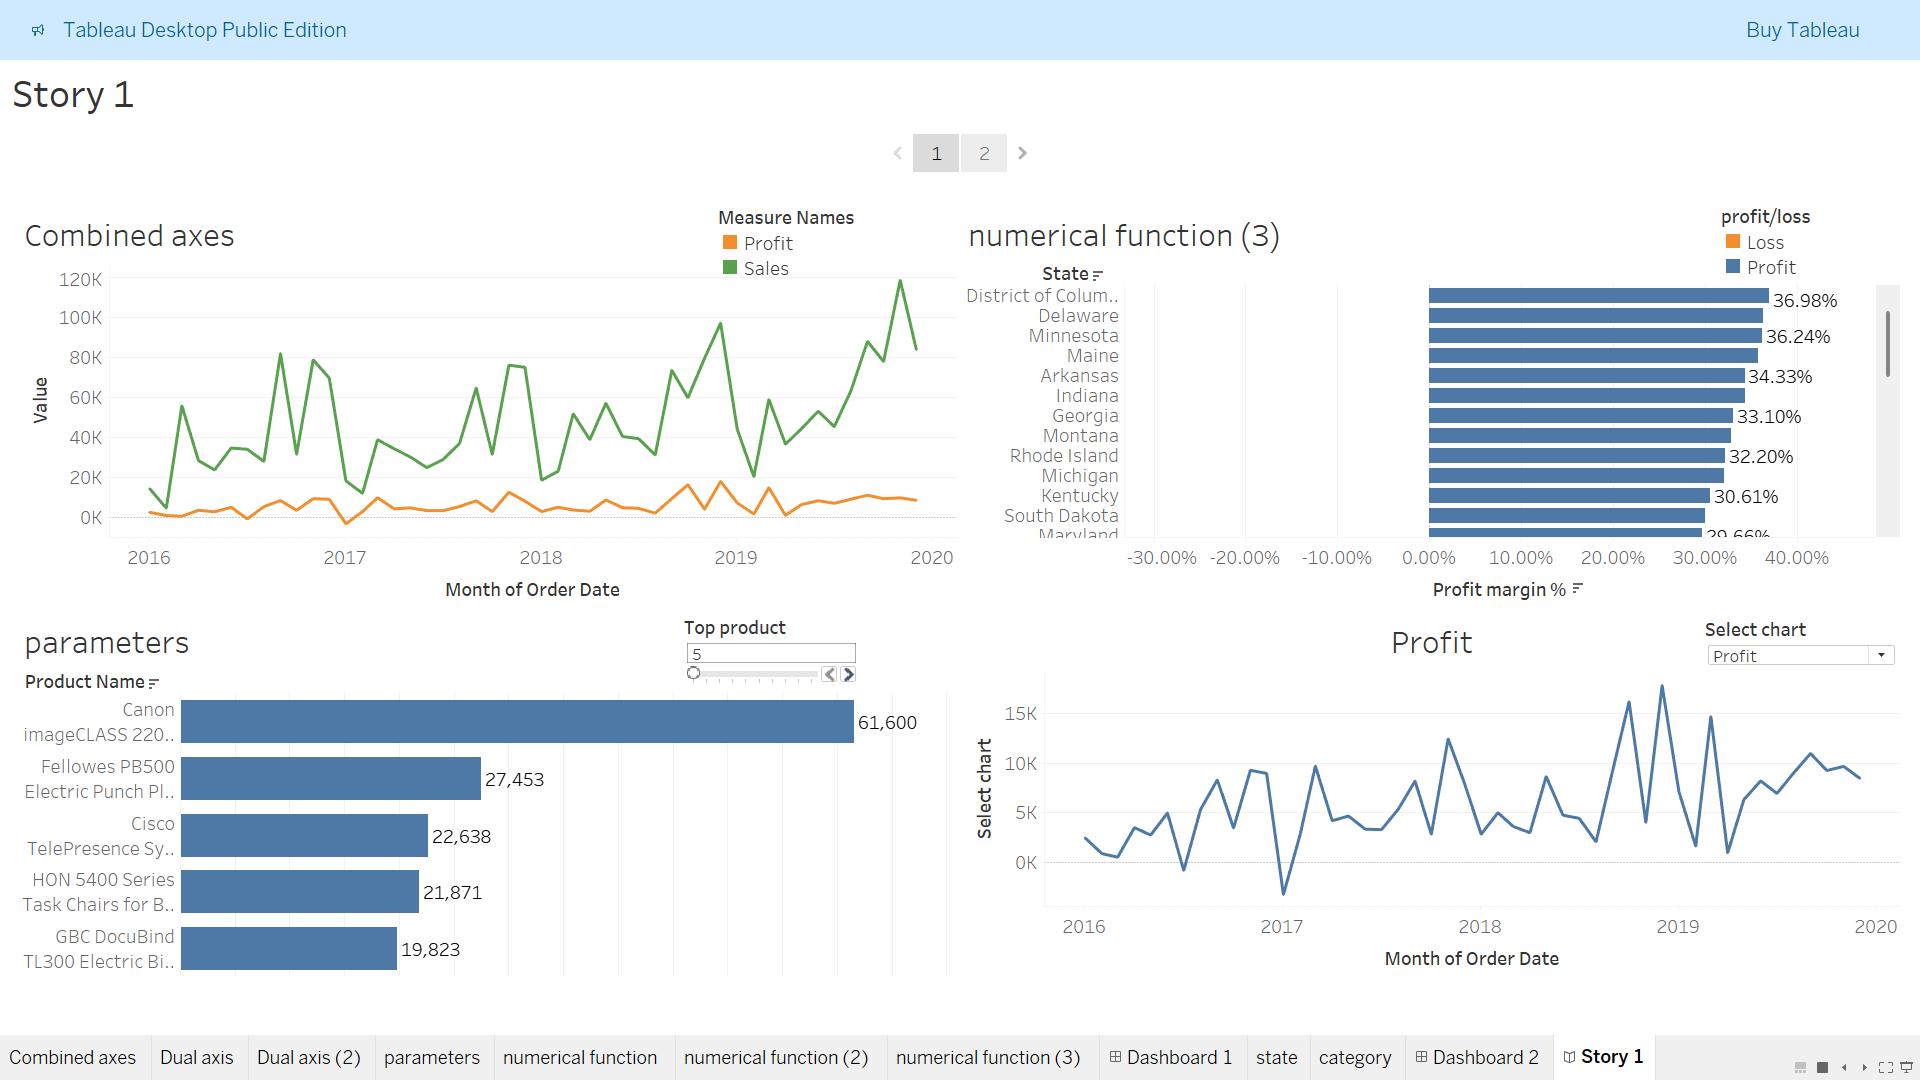 Tableau Desktop Public Edition
Buy Tableau
Story 1
1
2
Combined axes
Measure Names
Profit
Sales
120K
100K
80K
60K
40K
20K
0K
Value
2016
2017
2018
2019
2020
Month of Order Date
numerical function (3)
profit/loss
Loss
Profit
State
District of Colum..
36.98%
Delaware
Minnesota
36.24%
Maine
Arkansas
34.33%
Indiana
Georgia
33.10%
Montana
Rhode Island
32.20%
Michigan
Kentucky
30.61%
South Dakota
Maryland
29.66%
-30.00%
-20.00%
-10.00%
0.00%
10.00%
20.00%
30.00%
40.00%
Profit margin %
parameters
Top product
5
Product Name
Canon
imageCLASS 220..
61,600
Fellowes PB500
Electric Punch Pl..
27,453
Cisco
TelePresence Sy..
22,638
HON 5400 Series
Task Chairs for B..
21,871
GBC DocuBind
TL300 Electric Bi..
19,823
Profit
Select chart
Profit
15K
10K
5K
0K
Select chart
2016
2017
2018
2019
2020
Month of Order Date
Combined axes
Dual axis
Dual axis (2)
parameters
numerical function
numerical function (2)
numerical function (3)
Dashboard 1
state
category
Dashboard 2
Story 1